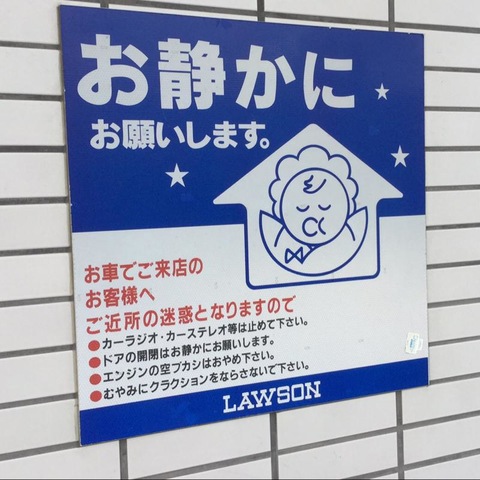 お静かに
お願いします。
お車でご来店の
お客様へ
ご近所の迷惑となりますので
●カーラジオ・カーステレオ等は止めて下さい。
●ドアの開閉はお静かにお願いします。
●エンジンの空ブカシはおやめ下さい。
●むやみにクラクションをならさないで下さい。
LAWSON